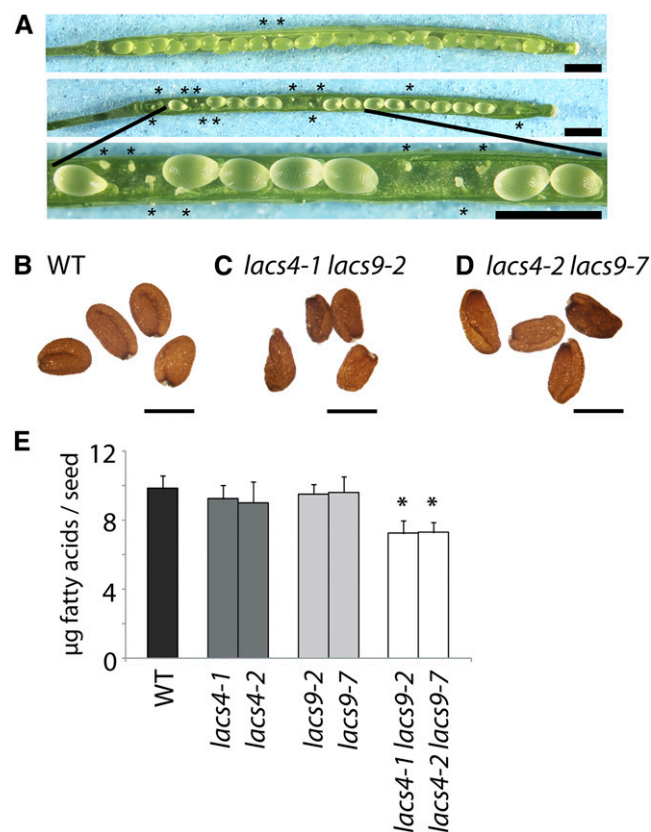 A
* *
* * * * * *
* * * * *
* * * *
* * *
B WT
C lacs4-1 lacs9-2
D lacs4-2 lacs9-7
E
µg fatty acids / seed
12
8
4
0
* *
WT
lacs4-1
lacs4-2
lacs9-2
lacs9-7
lacs4-1 lacs9-2
lacs4-2 lacs9-7